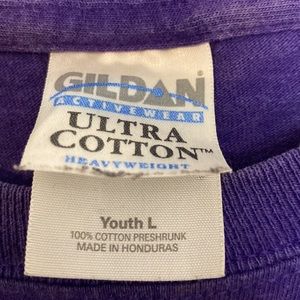 GILDAN
ACTIVEWEAR
ULTRA
COTTON™
HEAVYWEIGHT
Youth L
100% COTTON PRESHRUNK
MADE IN HONDURAS